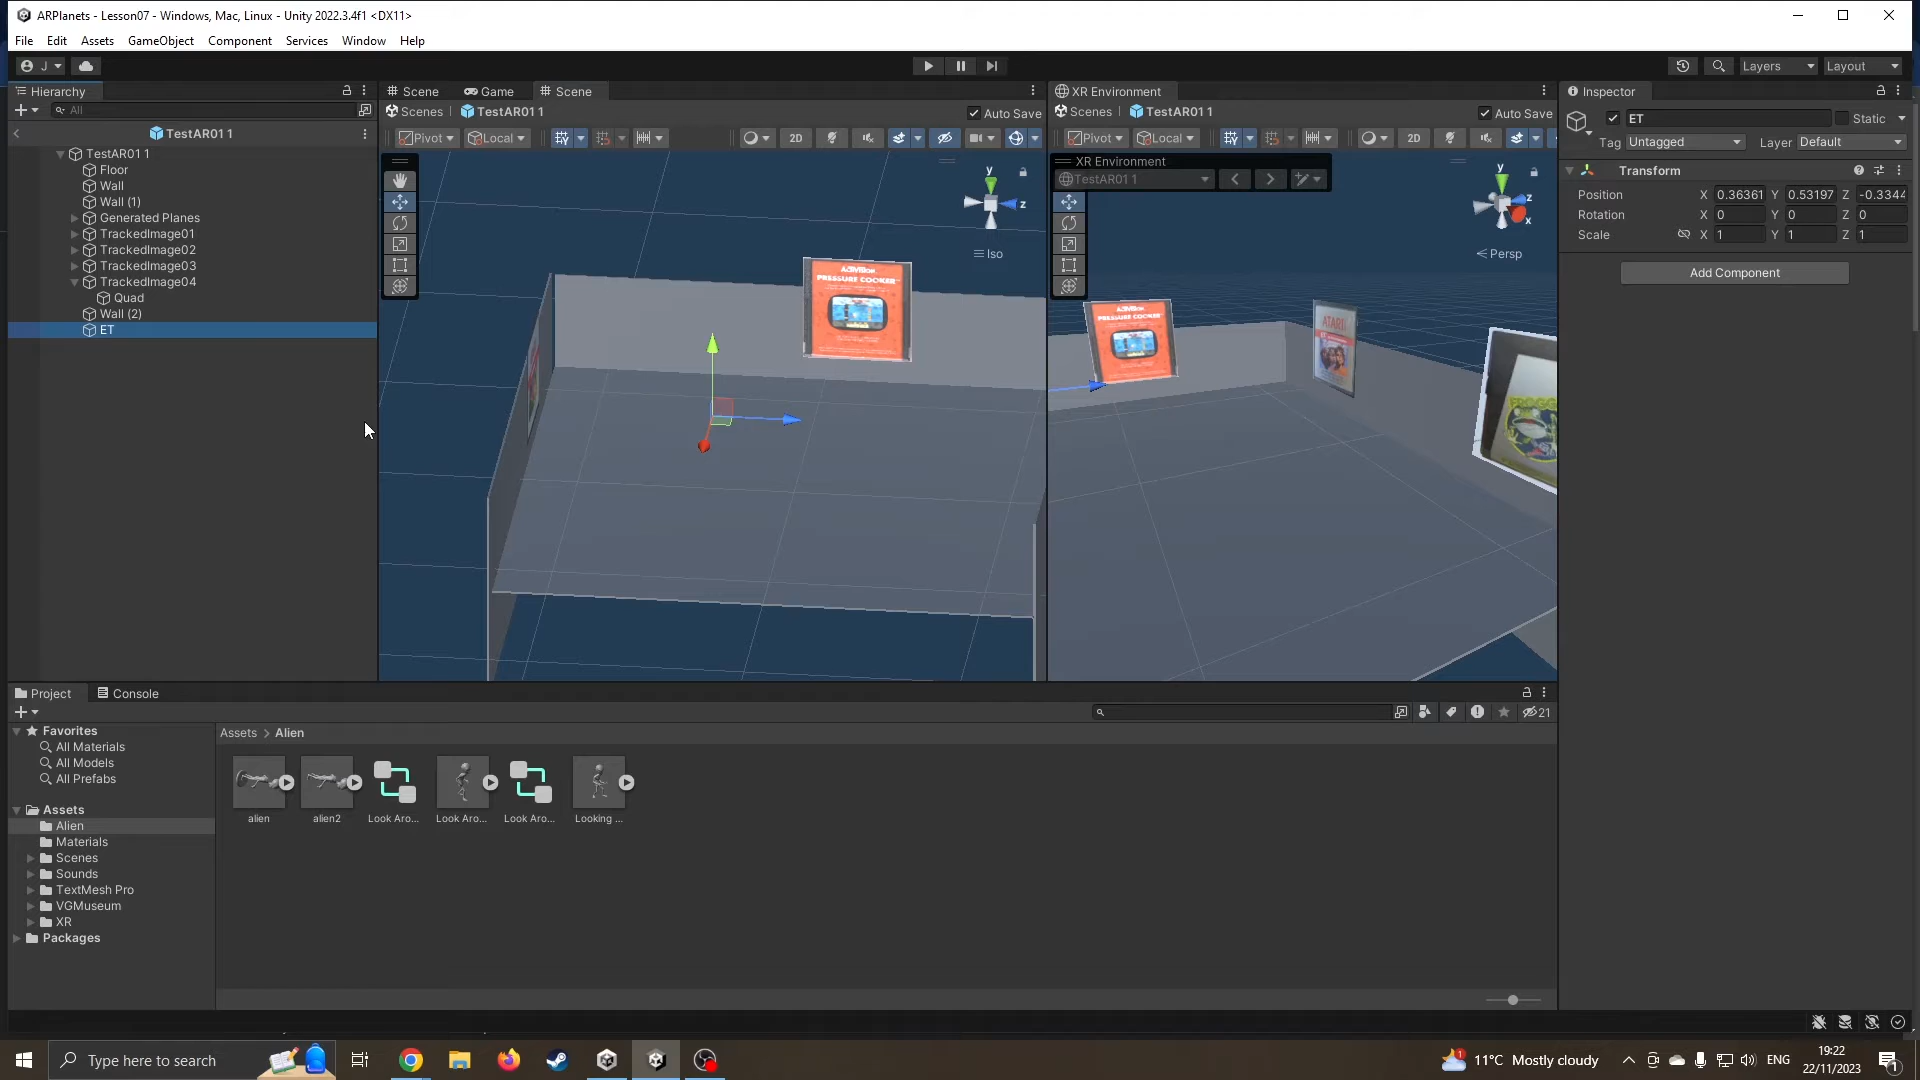 ARPlanets - Lesson07 - Windows, Mac, Linux - Unity 2022.3.4f1 <DX11>
File Edit Assets GameObject Component Services Window Help
J Layers Layout
Hierarchy
All
TestAR01 1
TestAR01 1
Floor
Wall
Wall (1)
Generated Planes
TrackedImage01
TrackedImage02
TrackedImage03
TrackedImage04
Quad
Wall (2)
ET
Scene Game Scene
Scenes TestAR01 1 Auto Save
Pivot Local 2D
y
z
Iso
ACTIVISION
PRESSURE COOKER
XR Environment
Scenes TestAR01 1 Auto Save
Pivot Local 2D
XR Environment
TestAR01 1
y
z
x
Persp
ACTIVISION
PRESSURE COOKER
ATARI
FROGG
Inspector
ET Static
Tag Untagged Layer Default
Transform
Position X 0.36361 Y 0.53197 Z -0.3344
Rotation X 0 Y 0 Z 0
Scale X 1 Y 1 Z 1
Add Component
Project Console
21
Favorites
All Materials
All Models
All Prefabs
Assets
Alien
Materials
Scenes
Sounds
TextMesh Pro
VGMuseum
XR
Packages
Assets > Alien
alien alien2 Look Aro... Look Aro... Look Aro... Looking ...
Type here to search
11°C Mostly cloudy
ENG
19:22
22/11/2023
1